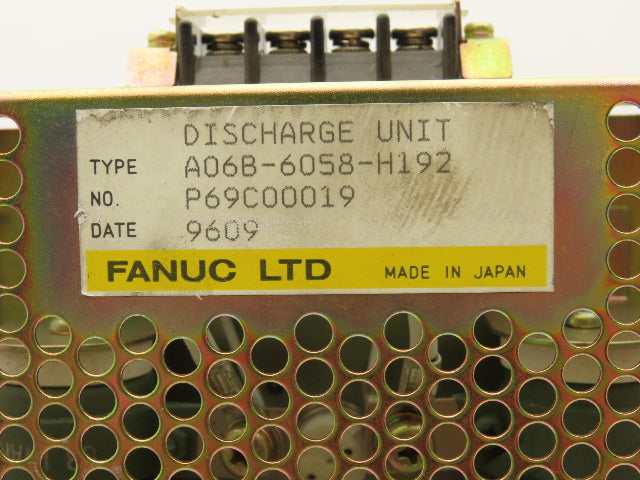 DISCHARGE UNIT
TYPE A06B-6058-H192
NO. P69C00019
DATE 9609
FANUC LTD MADE IN JAPAN